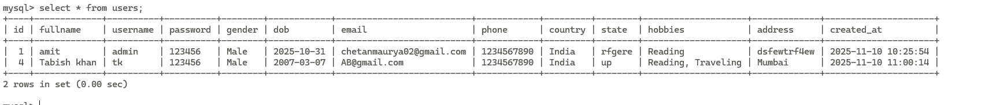 mysql> select * from users;
+----+-------------+----------+----------+--------+------------+--------------------------+------------+---------+--------+--------------------+-------------+---------------------+
| id | fullname    | username | password | gender | dob        | email                    | phone      | country | state  | hobbies            | address     | created_at          |
+----+-------------+----------+----------+--------+------------+--------------------------+------------+---------+--------+--------------------+-------------+---------------------+
|  1 | amit        | admin    | 123456   | Male   | 2025-10-31 | chetanmaurya02@gmail.com | 1234567890 | India   | rfgere | Reading            | dsfewtrf4ew | 2025-11-10 10:25:54 |
|  4 | Tabish khan | tk       | 123456   | Male   | 2007-03-07 | AB@gmail.com             | 1234567890 | India   | up     | Reading, Traveling | Mumbai      | 2025-11-10 11:00:14 |
+----+-------------+----------+----------+--------+------------+--------------------------+------------+---------+--------+--------------------+-------------+---------------------+
2 rows in set (0.00 sec)
mysql>